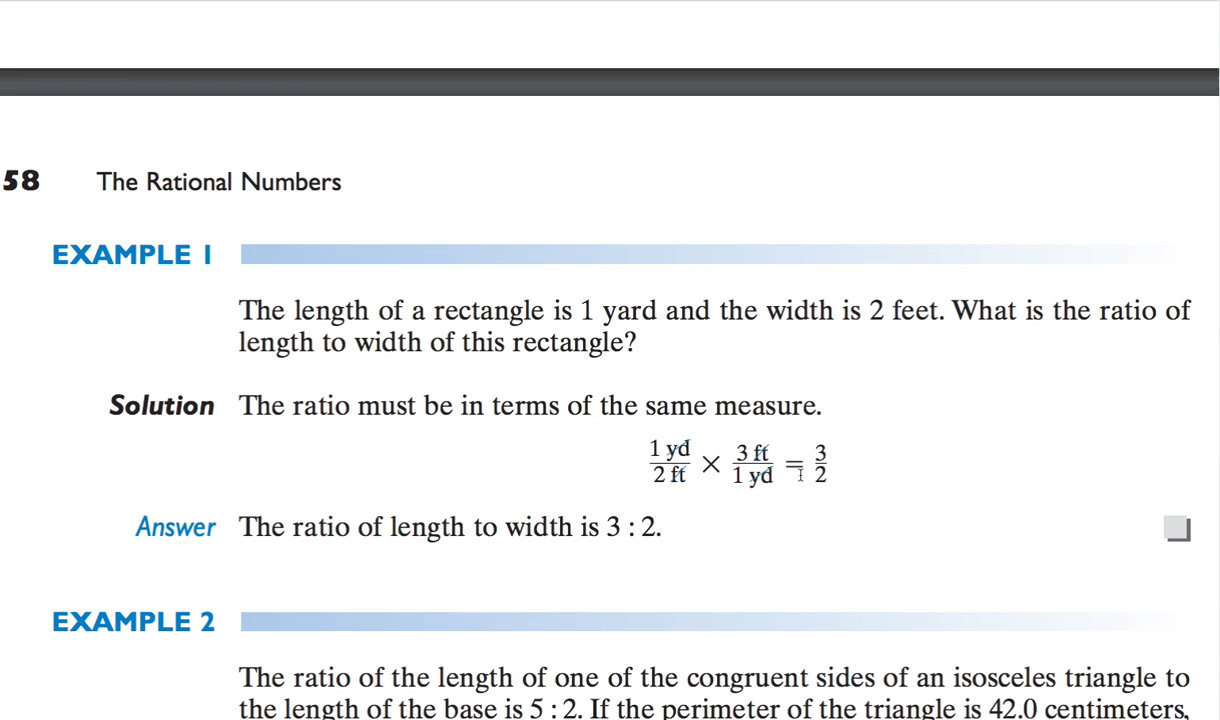 58 The Rational Numbers
EXAMPLE 1
The length of a rectangle is 1 yard and the width is 2 feet. What is the ratio of
length to width of this rectangle?
Solution The ratio must be in terms of the same measure.
1 yd/2 ft × 3 ft/1 yd = 3/2
Answer The ratio of length to width is 3 : 2.
EXAMPLE 2
The ratio of the length of one of the congruent sides of an isosceles triangle to
the length of the base is 5 : 2. If the perimeter of the triangle is 42.0 centimeters,